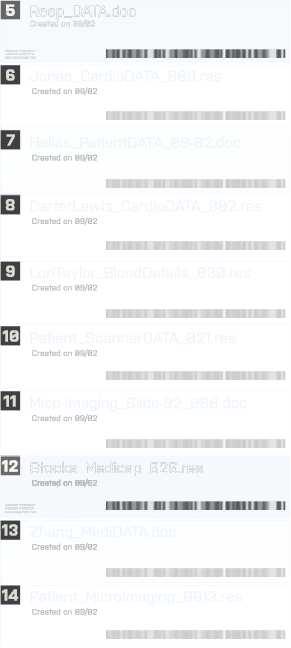 5 Resp_DATA.doc
Created on 09/02
6 Jonas_CardioDATA_009.res
Created on 09/02
7 Helias_PatientDATA_09-02.doc
Created on 09/02
8 CarterLewis_CardioDATA_002.res
Created on 09/02
9 LoriTaylor_BloodDetails_030.res
Created on 09/02
10 Patient_ScannerDATA_021.res
Created on 09/02
11 Mico-imaging_Slide-92_080.doc
Created on 09/02
12 Stocks_Medicap_626.res
Created on 09/02
13 Zhang_MediDATA.doc
Created on 09/02
14 Patient_MicroImaging_0013.res
Created on 09/02